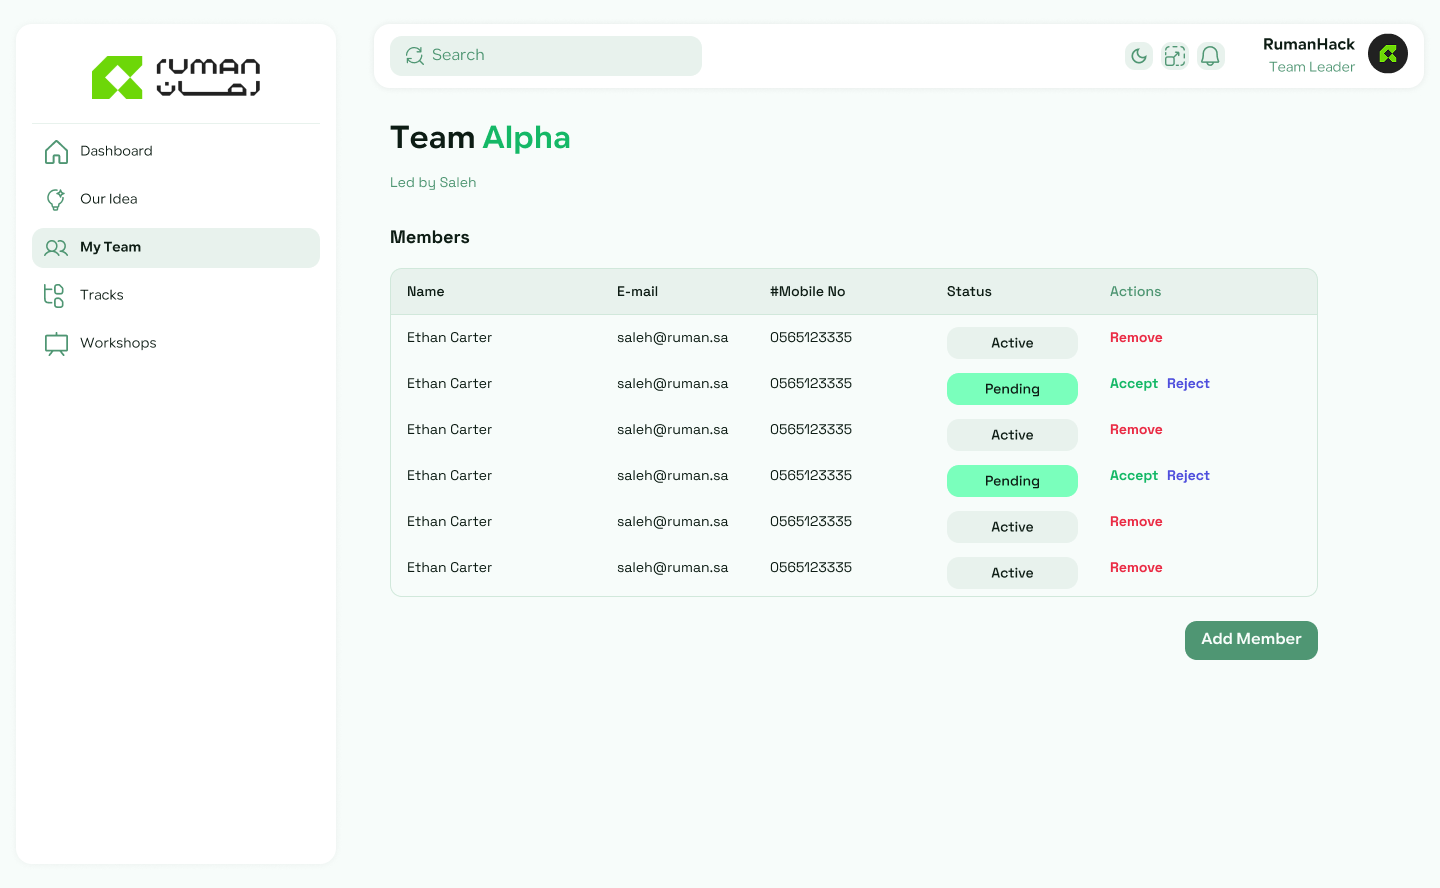 ruman
رمان
Dashboard
Our Idea
My Team
Tracks
Workshops
Search
RumanHack
Team Leader
Team Alpha
Led by Saleh
Members
Name E-mail #Mobile No Status Actions
Ethan Carter saleh@ruman.sa 0565123335 Active Remove
Ethan Carter saleh@ruman.sa 0565123335 Pending Accept Reject
Ethan Carter saleh@ruman.sa 0565123335 Active Remove
Ethan Carter saleh@ruman.sa 0565123335 Pending Accept Reject
Ethan Carter saleh@ruman.sa 0565123335 Active Remove
Ethan Carter saleh@ruman.sa 0565123335 Active Remove
Add Member